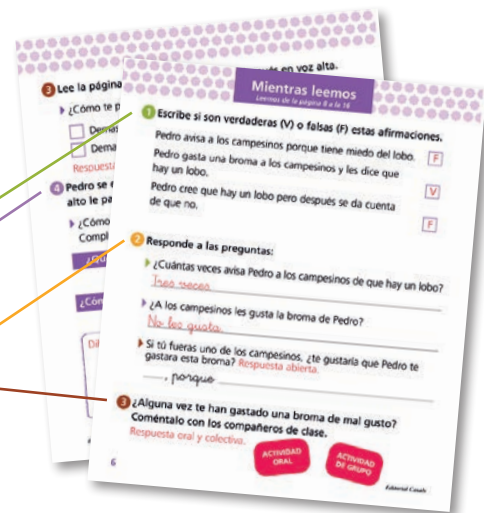 en voz alta.
3 Lee la página
¿Cómo te p
Demas
Dema
Respuesta
4 Pedro se e
alto le pa
¿Cómo
Compl
¿Qu
¿Cón
Mientras leemos
Leemos de la página 8 a la 16
1 Escribe si son verdaderas (V) o falsas (F) estas afirmaciones.
Pedro avisa a los campesinos porque tiene miedo del lobo. F
Pedro gasta una broma a los campesinos y les dice que
hay un lobo. V
Pedro cree que hay un lobo pero después se da cuenta
de que no. F
2 Responde a las preguntas:
¿Cuántas veces avisa Pedro a los campesinos de que hay un lobo?
Tres veces.
¿A los campesinos les gusta la broma de Pedro?
No les gusta.
Si tú fueras uno de los campesinos, ¿te gustaría que Pedro te
gastara esta broma? Respuesta abierta.
, porque
3 ¿Alguna vez te han gastado una broma de mal gusto?
Coméntalo con los compañeros de clase.
Respuesta oral y colectiva.
ACTIVIDAD
ORAL
ACTIVIDAD
DE GRUPO
6
Editorial Casals